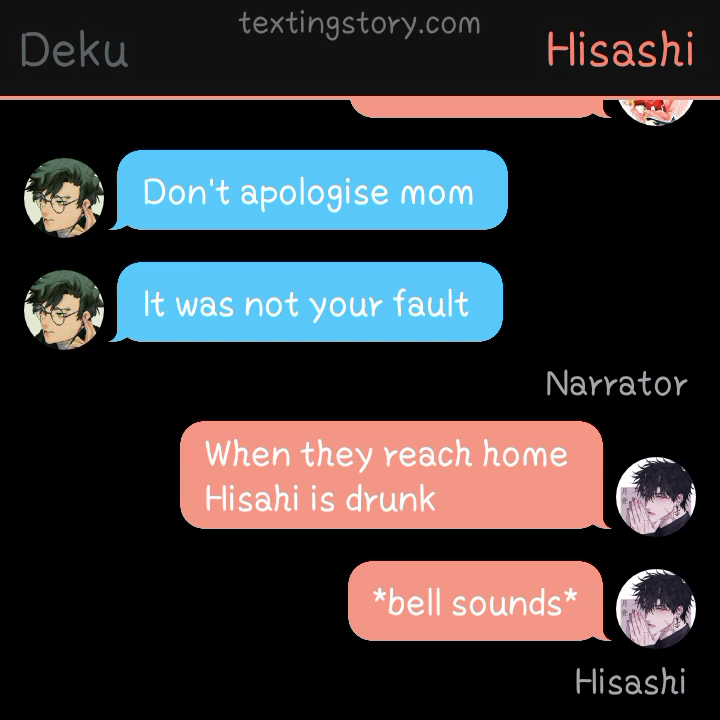 textingstory.com
Deku
Hisashi
Don't apologise mom
It was not your fault
Narrator
When they reach home
Hisahi is drunk
*bell sounds*
Hisashi